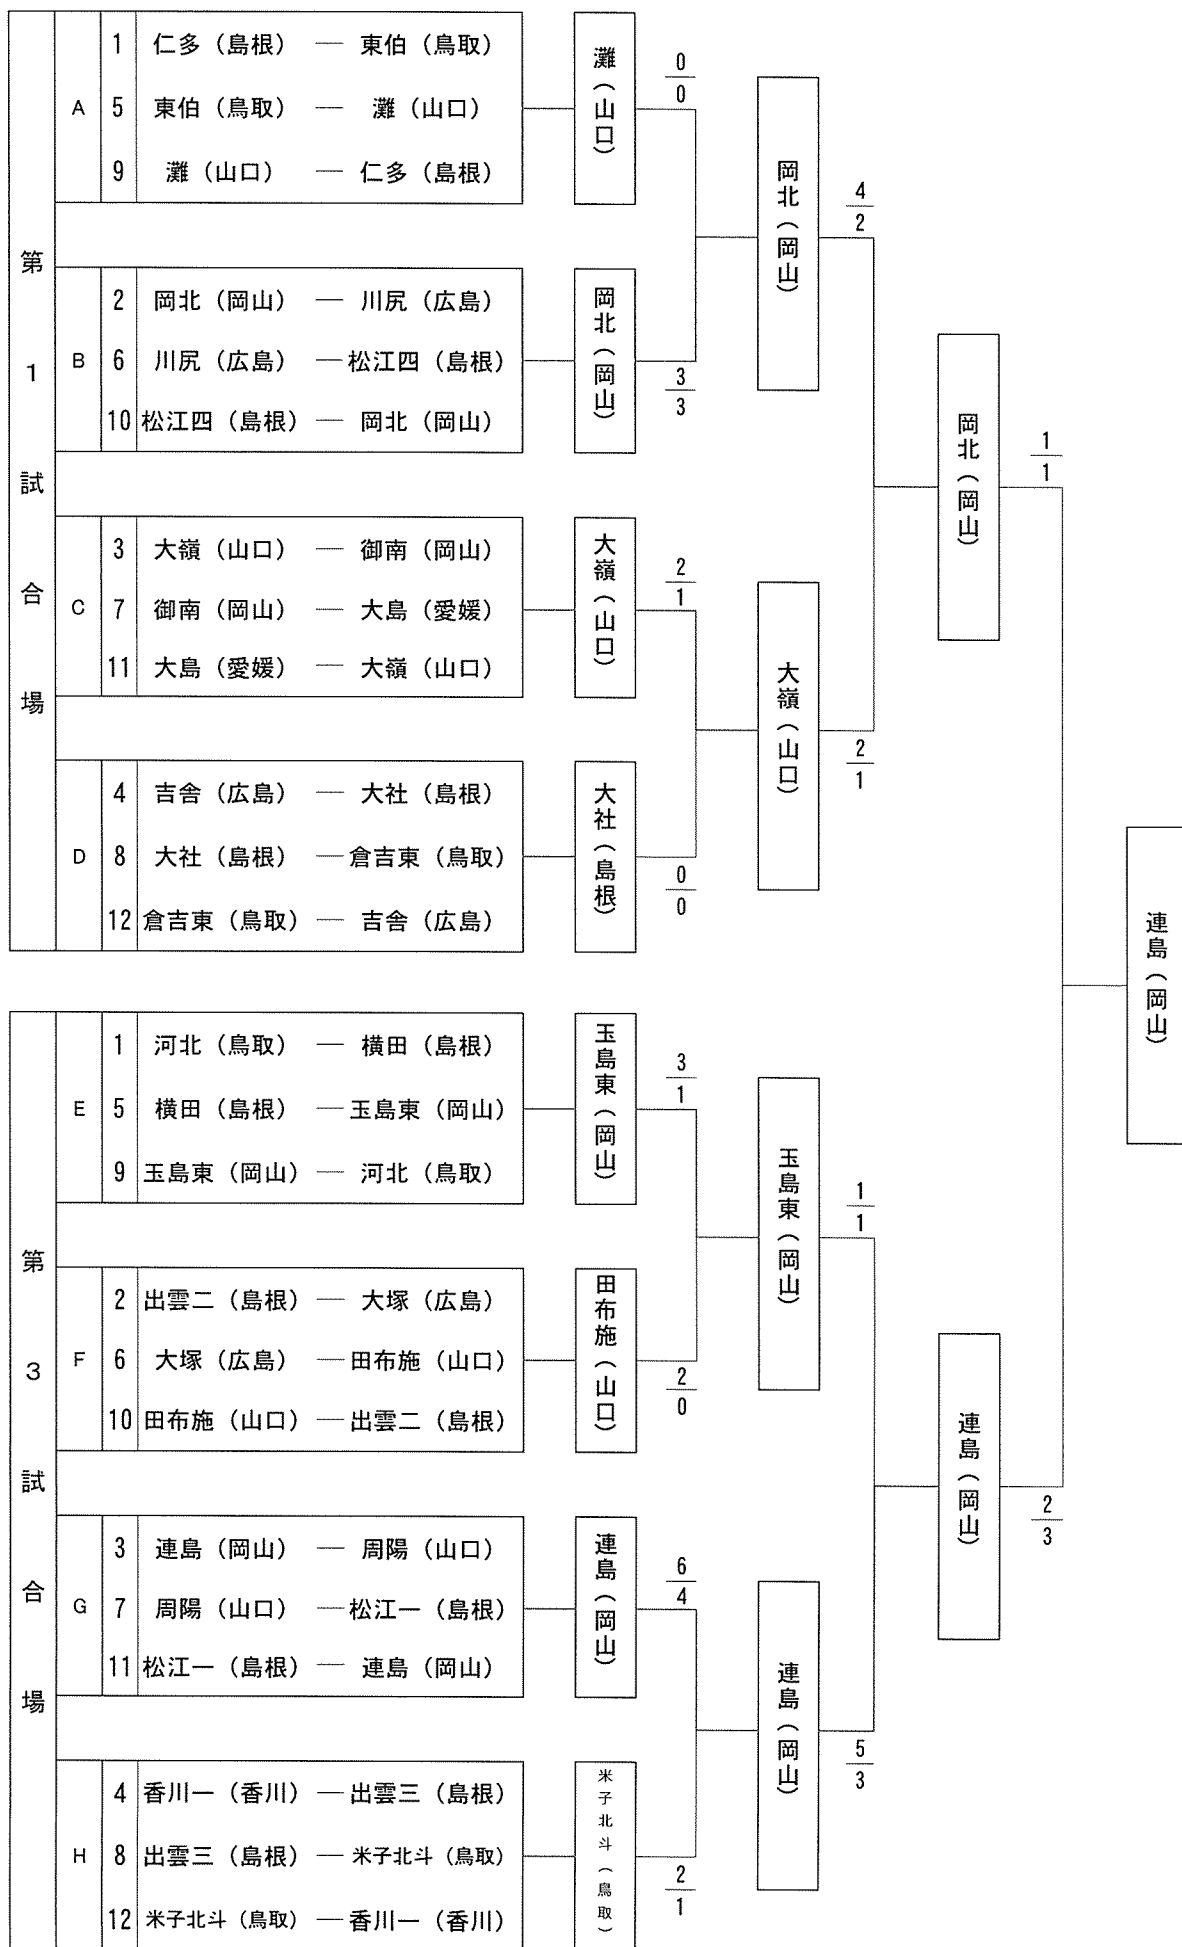 第1試合場
A
1 仁多（島根） ― 東伯（鳥取）
5 東伯（鳥取） ― 灘（山口）
9 灘（山口） ― 仁多（島根）
灘（山口）
0/0
B
2 岡北（岡山） ― 川尻（広島）
6 川尻（広島） ― 松江四（島根）
10 松江四（島根） ― 岡北（岡山）
岡北（岡山）
3/3
岡北（岡山）
4/2
C
3 大嶺（山口） ― 御南（岡山）
7 御南（岡山） ― 大島（愛媛）
11 大島（愛媛） ― 大嶺（山口）
大嶺（山口）
2/1
D
4 吉舎（広島） ― 大社（島根）
8 大社（島根） ― 倉吉東（鳥取）
12 倉吉東（鳥取） ― 吉舎（広島）
大社（島根）
0/0
大嶺（山口）
2/1
岡北（岡山）
1/1
第3試合場
E
1 河北（鳥取） ― 横田（島根）
5 横田（島根） ― 玉島東（岡山）
9 玉島東（岡山） ― 河北（鳥取）
玉島東（岡山）
3/1
F
2 出雲二（島根） ― 大塚（広島）
6 大塚（広島） ― 田布施（山口）
10 田布施（山口） ― 出雲二（島根）
田布施（山口）
2/0
玉島東（岡山）
1/1
G
3 連島（岡山） ― 周陽（山口）
7 周陽（山口） ― 松江一（島根）
11 松江一（島根） ― 連島（岡山）
連島（岡山）
6/4
H
4 香川一（香川） ― 出雲三（島根）
8 出雲三（島根） ― 米子北斗（鳥取）
12 米子北斗（鳥取） ― 香川一（香川）
米子北斗（鳥取）
2/1
連島（岡山）
5/3
連島（岡山）
2/3
連島（岡山）